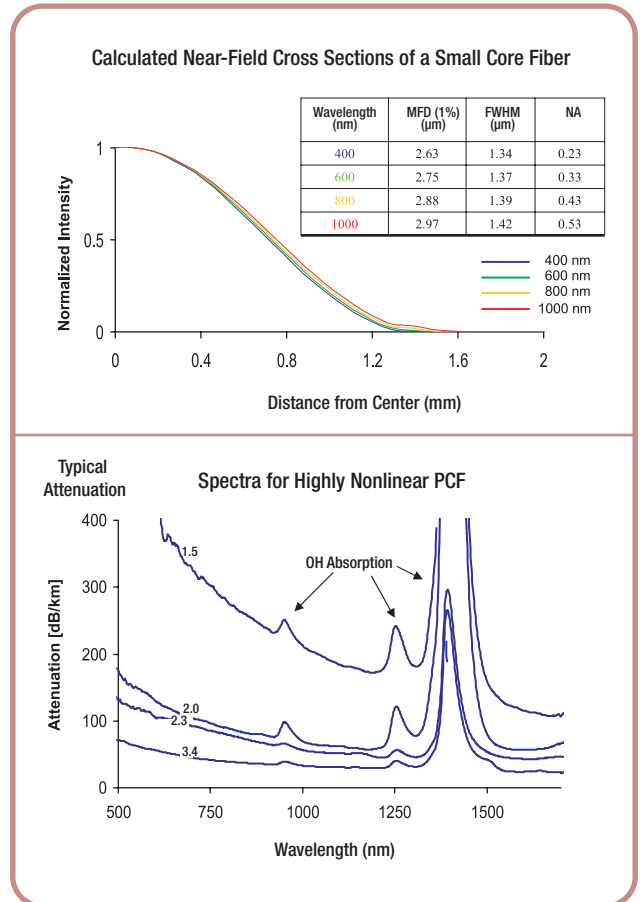 Calculated Near-Field Cross Sections of a Small Core Fiber
Wavelength (nm) MFD (1%) (µm) FWHM (µm) NA
400 2.63 1.34 0.23
600 2.75 1.37 0.33
800 2.88 1.39 0.43
1000 2.97 1.42 0.53
400 nm
600 nm
800 nm
1000 nm
Normalized Intensity
1
0.5
0
0 0.4 0.8 1.2 1.6 2
Distance from Center (mm)
Typical Attenuation
Spectra for Highly Nonlinear PCF
Attenuation [dB/km]
400
300
200
100
0
1.5
OH Absorption
2.0
2.3
3.4
500 750 1000 1250 1500
Wavelength (nm)